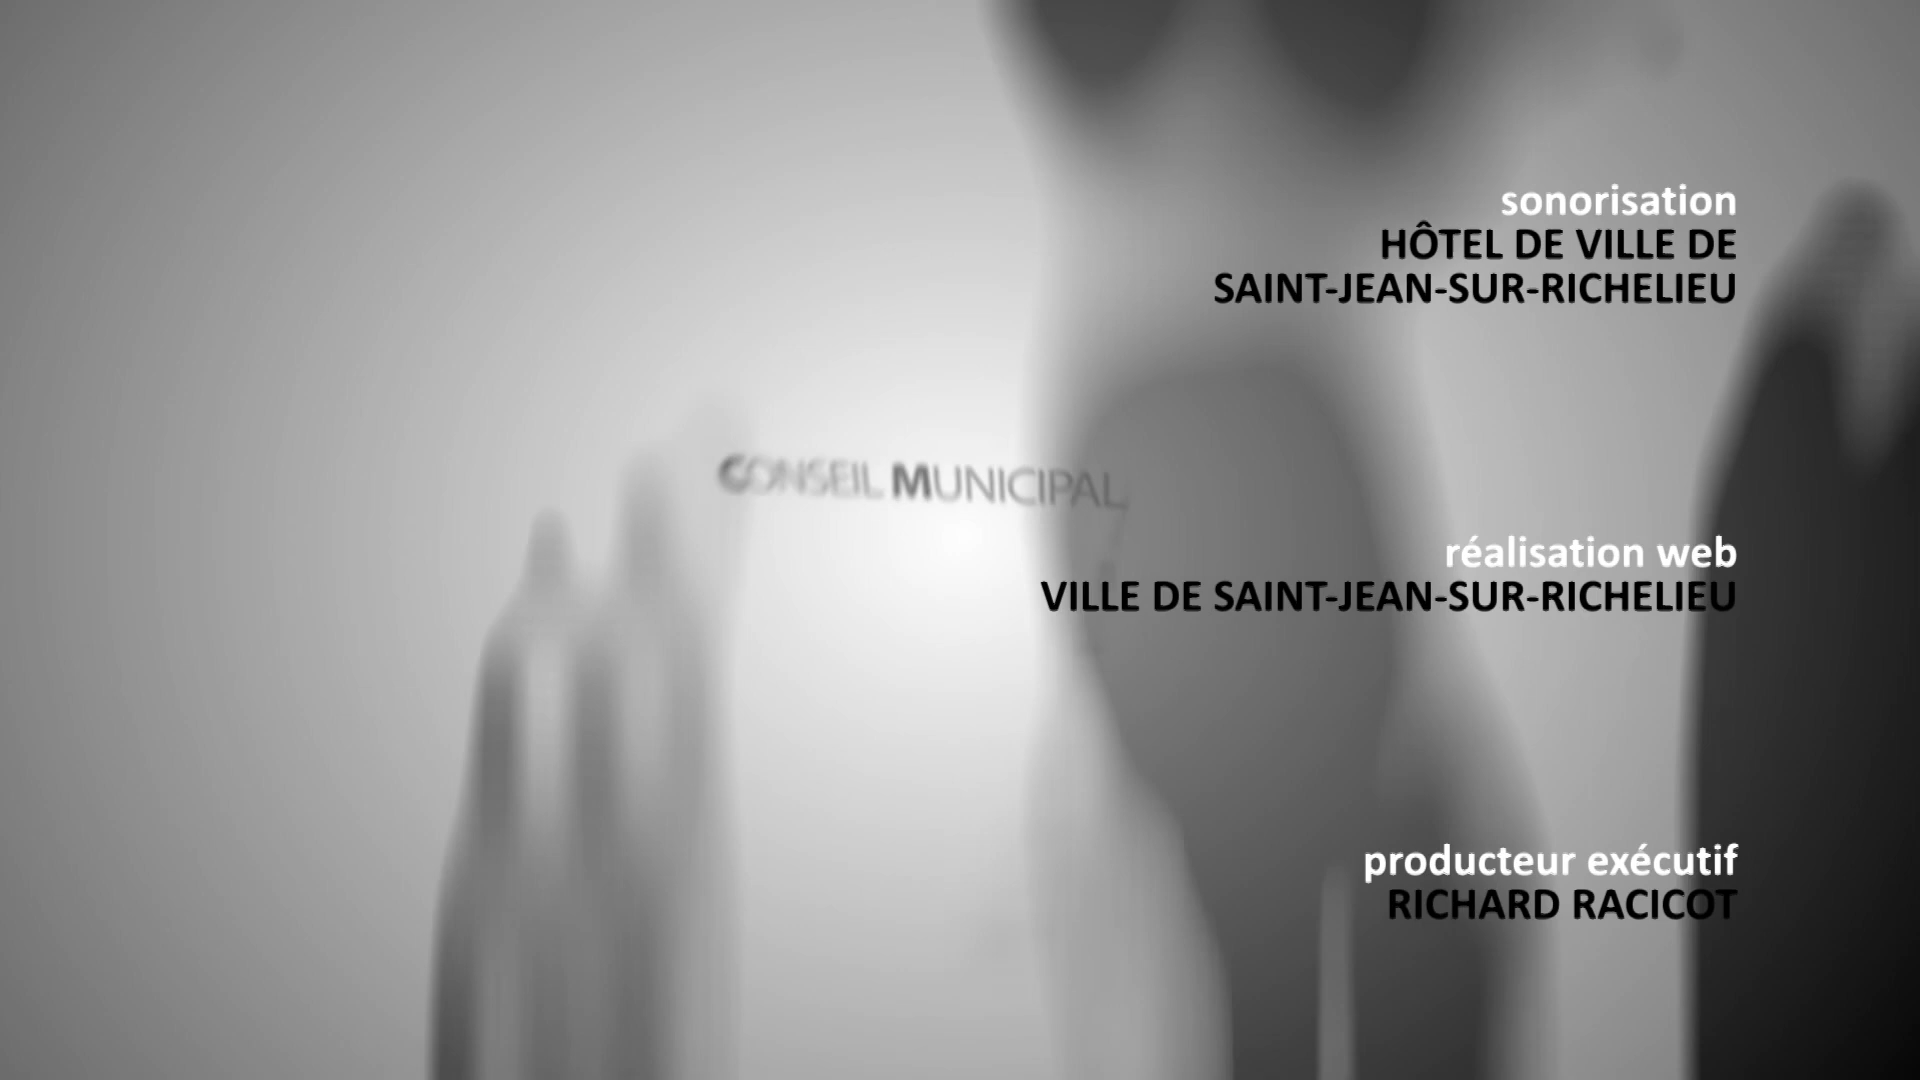 sonorisation
HÔTEL DE VILLE DE
SAINT-JEAN-SUR-RICHELIEU
CONSEIL MUNICIPAL
réalisation web
VILLE DE SAINT-JEAN-SUR-RICHELIEU
producteur exécutif
RICHARD RACICOT